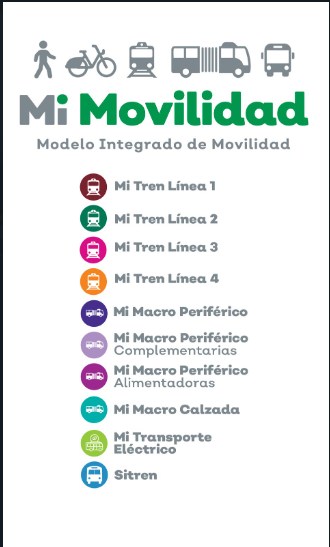 Mi Movilidad
Modelo Integrado de Movilidad
Mi Tren Línea 1
Mi Tren Línea 2
Mi Tren Línea 3
Mi Tren Línea 4
Mi Macro Periférico
Mi Macro Periférico
Complementarias
Mi Macro Periférico
Alimentadoras
Mi Macro Calzada
Mi Transporte
Eléctrico
Sitren